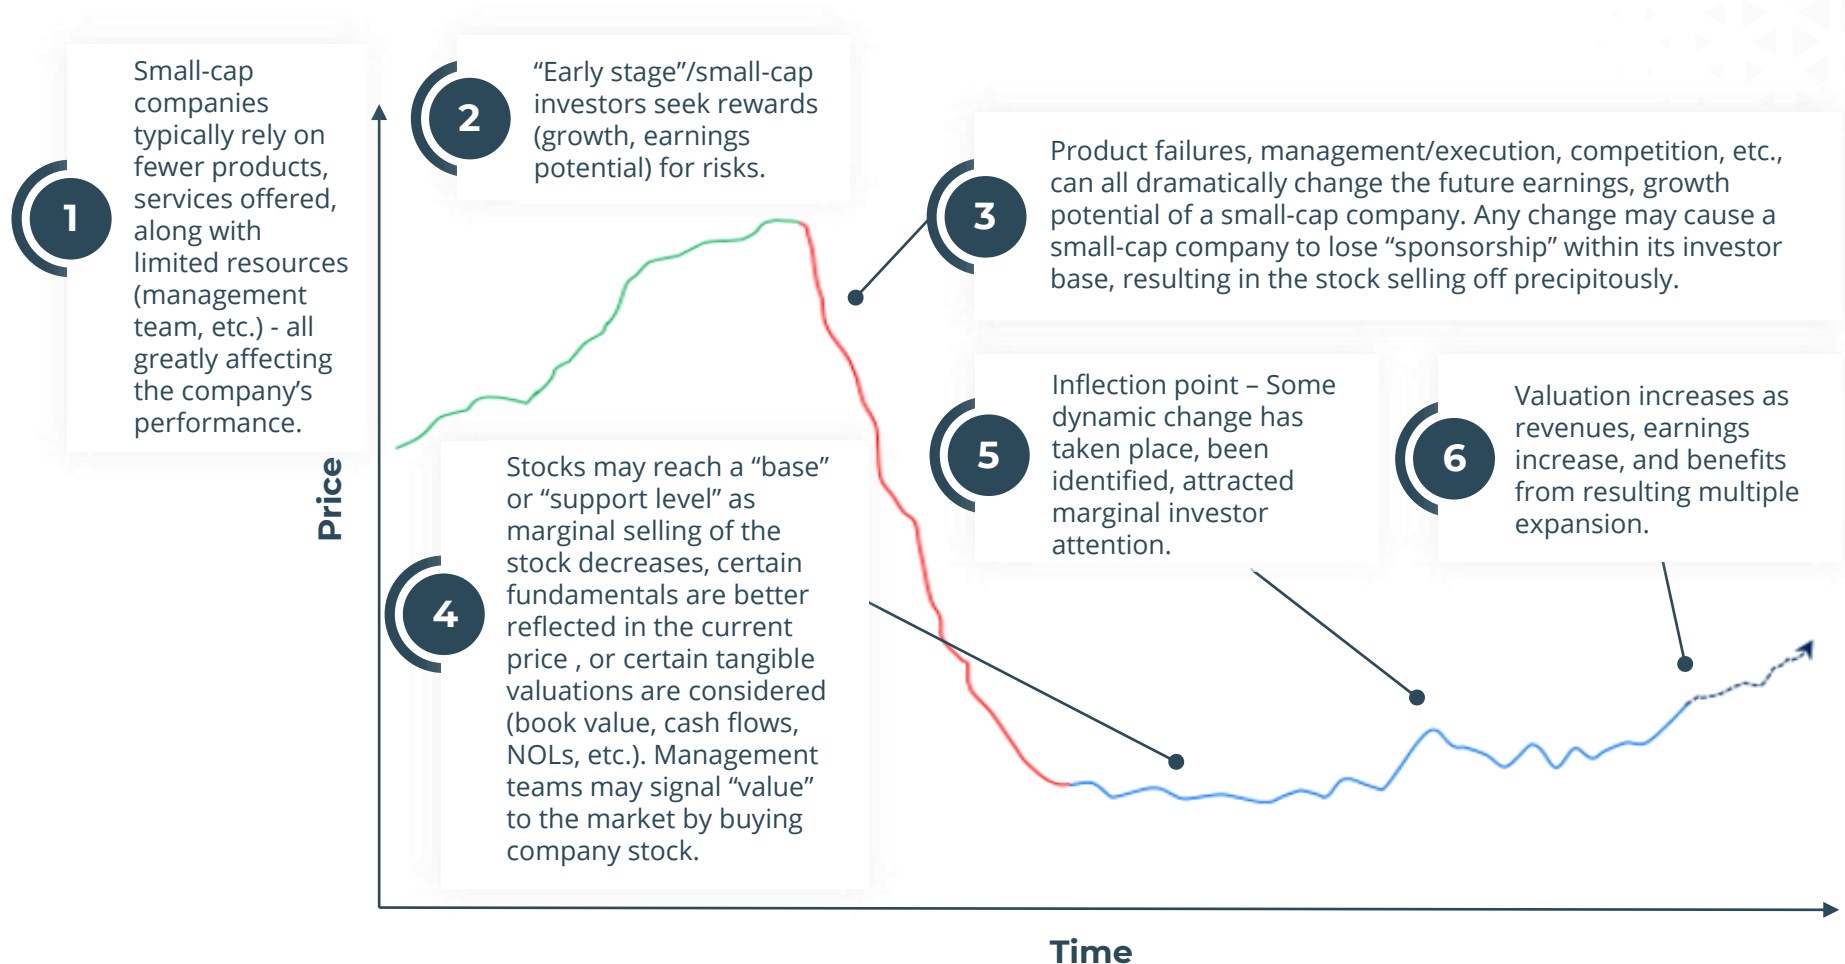 1
Small-cap
companies
typically rely on
fewer products,
services offered,
along with
limited resources
(management
team, etc.) - all
greatly affecting
the company’s
performance.
2
“Early stage”/small-cap
investors seek rewards
(growth, earnings
potential) for risks.
3
Product failures, management/execution, competition, etc.,
can all dramatically change the future earnings, growth
potential of a small-cap company. Any change may cause a
small-cap company to lose “sponsorship” within its investor
base, resulting in the stock selling off precipitously.
4
Stocks may reach a “base”
or “support level” as
marginal selling of the
stock decreases, certain
fundamentals are better
reflected in the current
price , or certain tangible
valuations are considered
(book value, cash flows,
NOLs, etc.). Management
teams may signal “value”
to the market by buying
company stock.
5
Inflection point – Some
dynamic change has
taken place, been
identified, attracted
marginal investor
attention.
6
Valuation increases as
revenues, earnings
increase, and benefits
from resulting multiple
expansion.
Price
Time